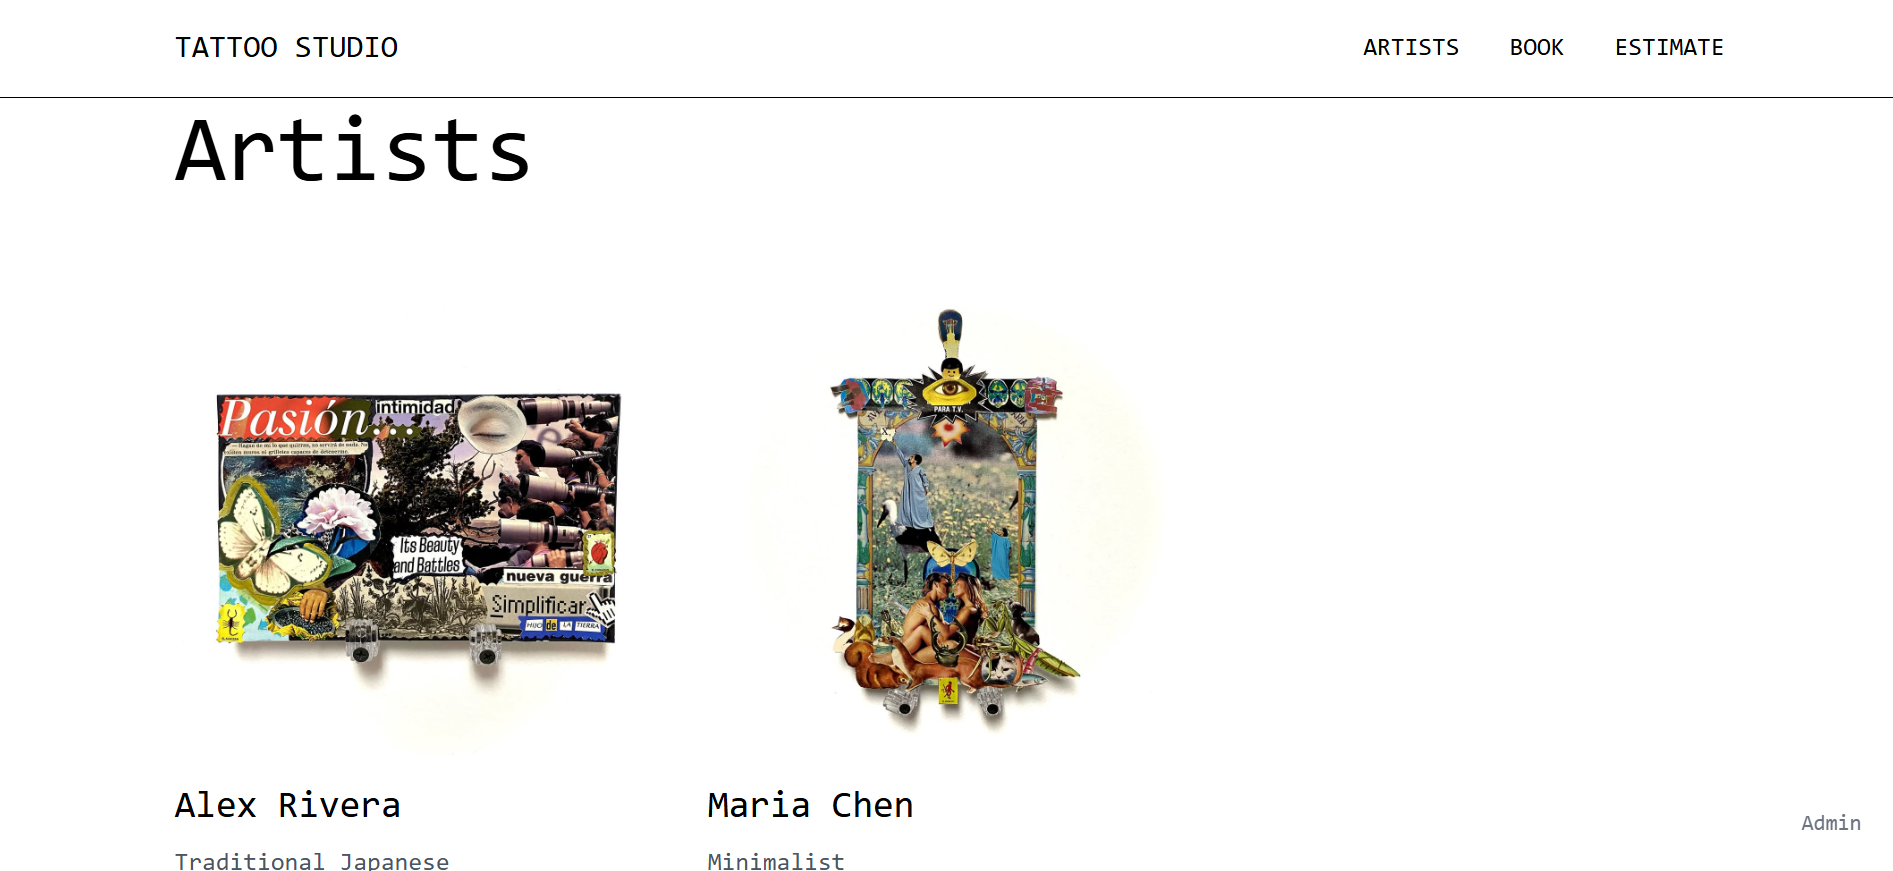 TATTOO STUDIO
ARTISTS
BOOK
ESTIMATE
Artists
Pasión...
intimidad
Its Beauty
and Battles
nueva guerra
Simplificar
HIJO de LA TIERRA
PARA T.V.
Alex Rivera
Maria Chen
Traditional Japanese
Minimalist
Admin